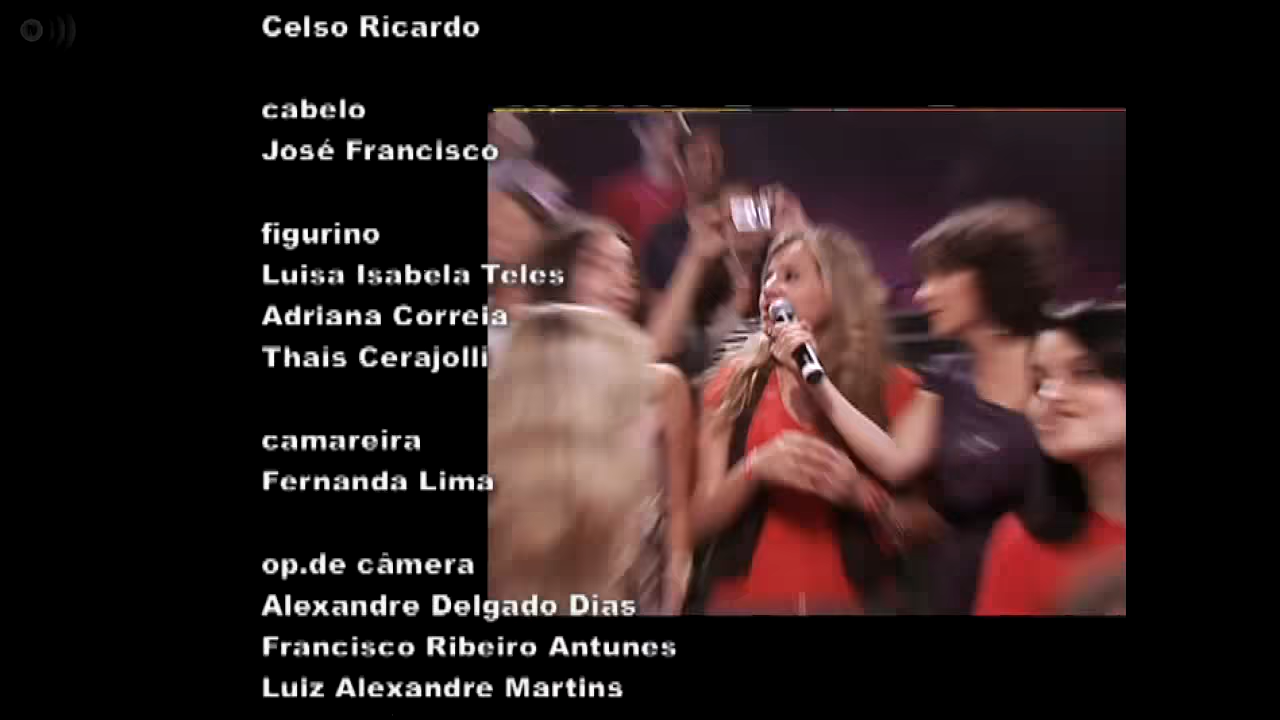 Celso Ricardo
cabelo
José Francisco
figurino
Luisa Isabela Teles
Adriana Correia
Thais Cerajolli
camareira
Fernanda Lima
op.de câmera
Alexandre Delgado Dias
Francisco Ribeiro Antunes
Luiz Alexandre Martins